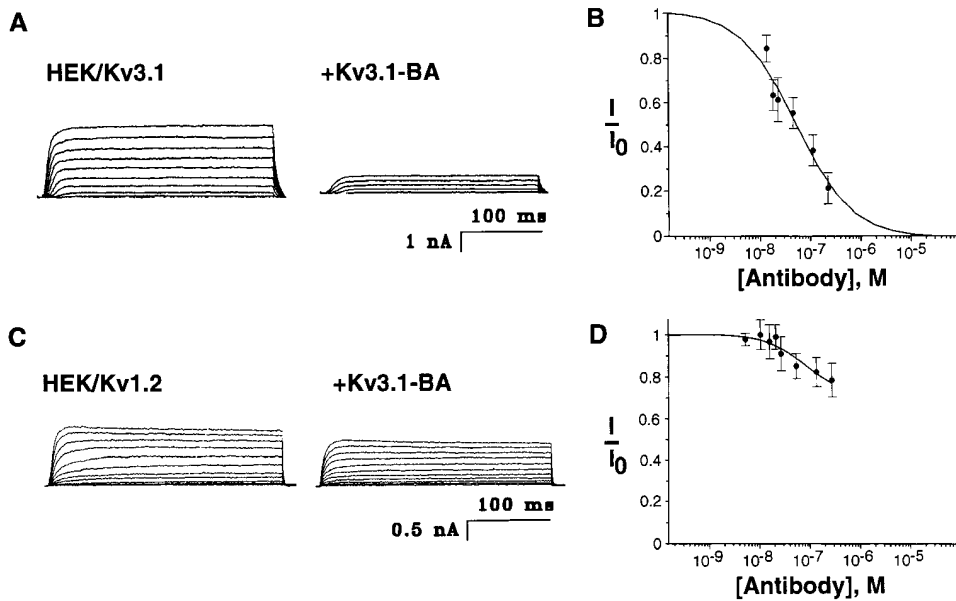 A
HEK/Kv3.1
+Kv3.1-BA
100 ms
1 nA
B
1
0.8
0.6
0.4
0.2
0
I
I0
10-9
10-8
10-7
10-6
10-5
[Antibody], M
C
HEK/Kv1.2
+Kv3.1-BA
100 ms
0.5 nA
D
1
0.8
0.6
0.4
0.2
0
I
I0
10-9
10-8
10-7
10-6
10-5
[Antibody], M